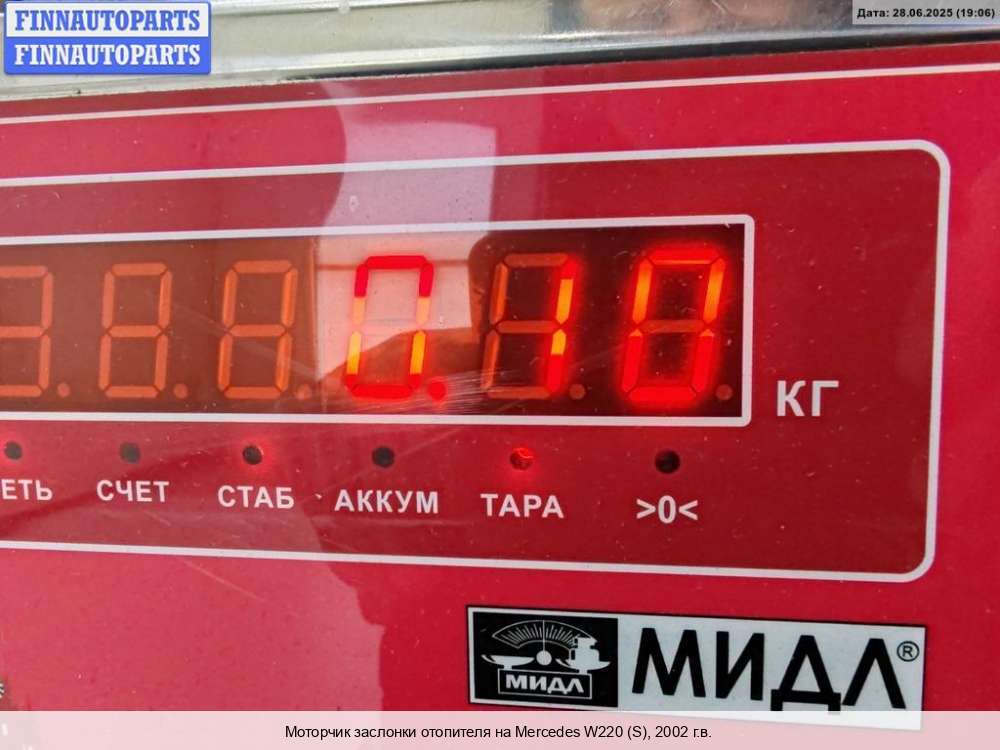 FINNAUTOPARTS
FINNAUTOPARTS
Дата: 28.06.2025 (19:06)
0.10
КГ
ЕТЬ СЧЕТ СТАБ АККУМ ТАРА >0<
МИДЛ
МИДЛ®
Моторчик заслонки отопителя на Mercedes W220 (S), 2002 г.в.